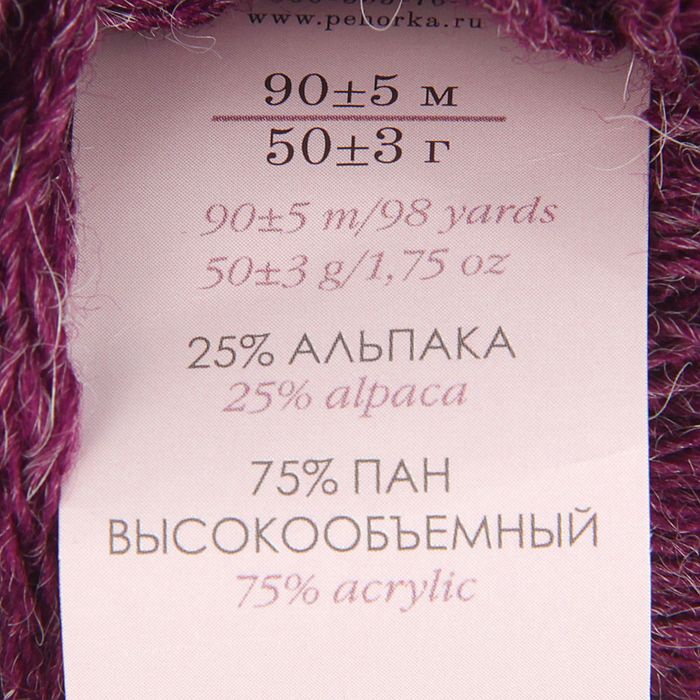 www.pehorka.ru
90±5 м
50±3 г
90±5 m/98 yards
50±3 g/1,75 oz
25% АЛЬПАКА
25% alpaca
75% ПАН
ВЫСОКООБЪЕМНЫЙ
75% acrylic